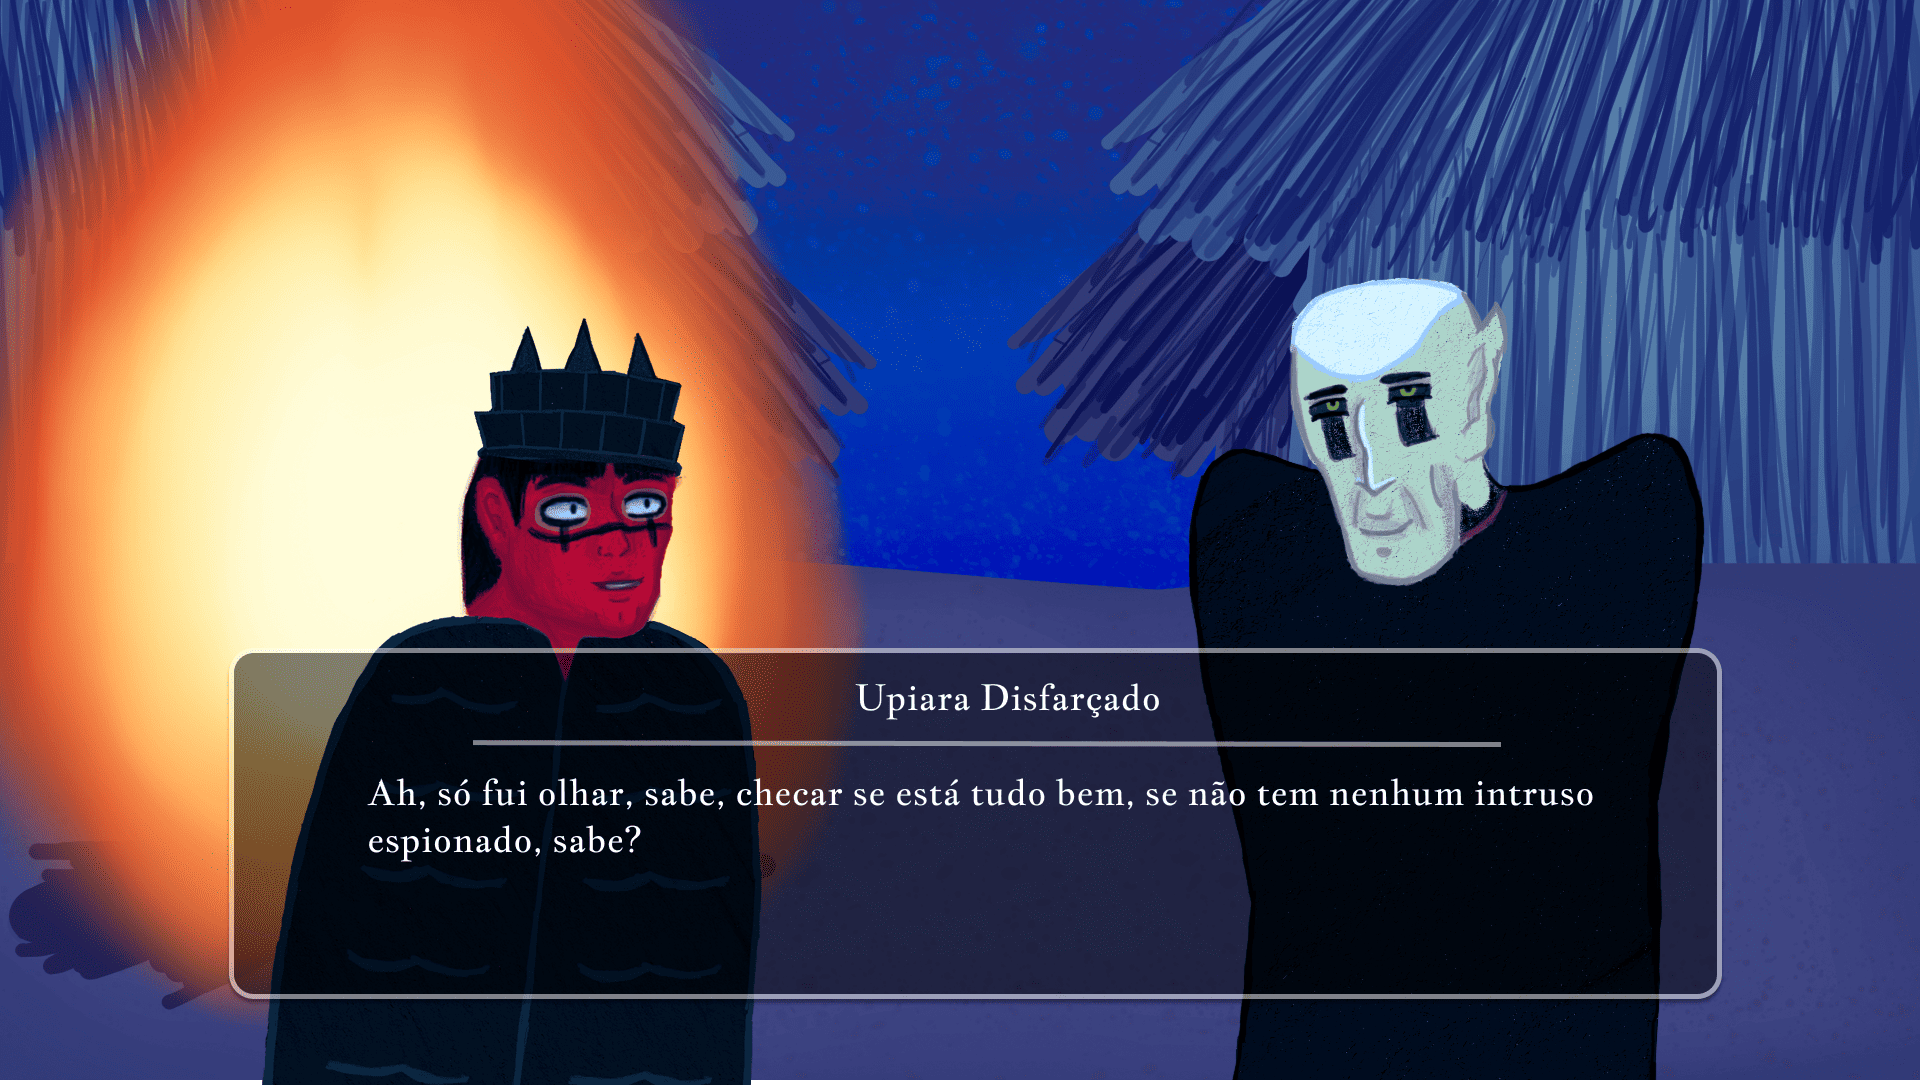 Upiara Disfarçado
Ah, só fui olhar, sabe, checar se está tudo bem, se não tem nenhum intruso
espionado, sabe?